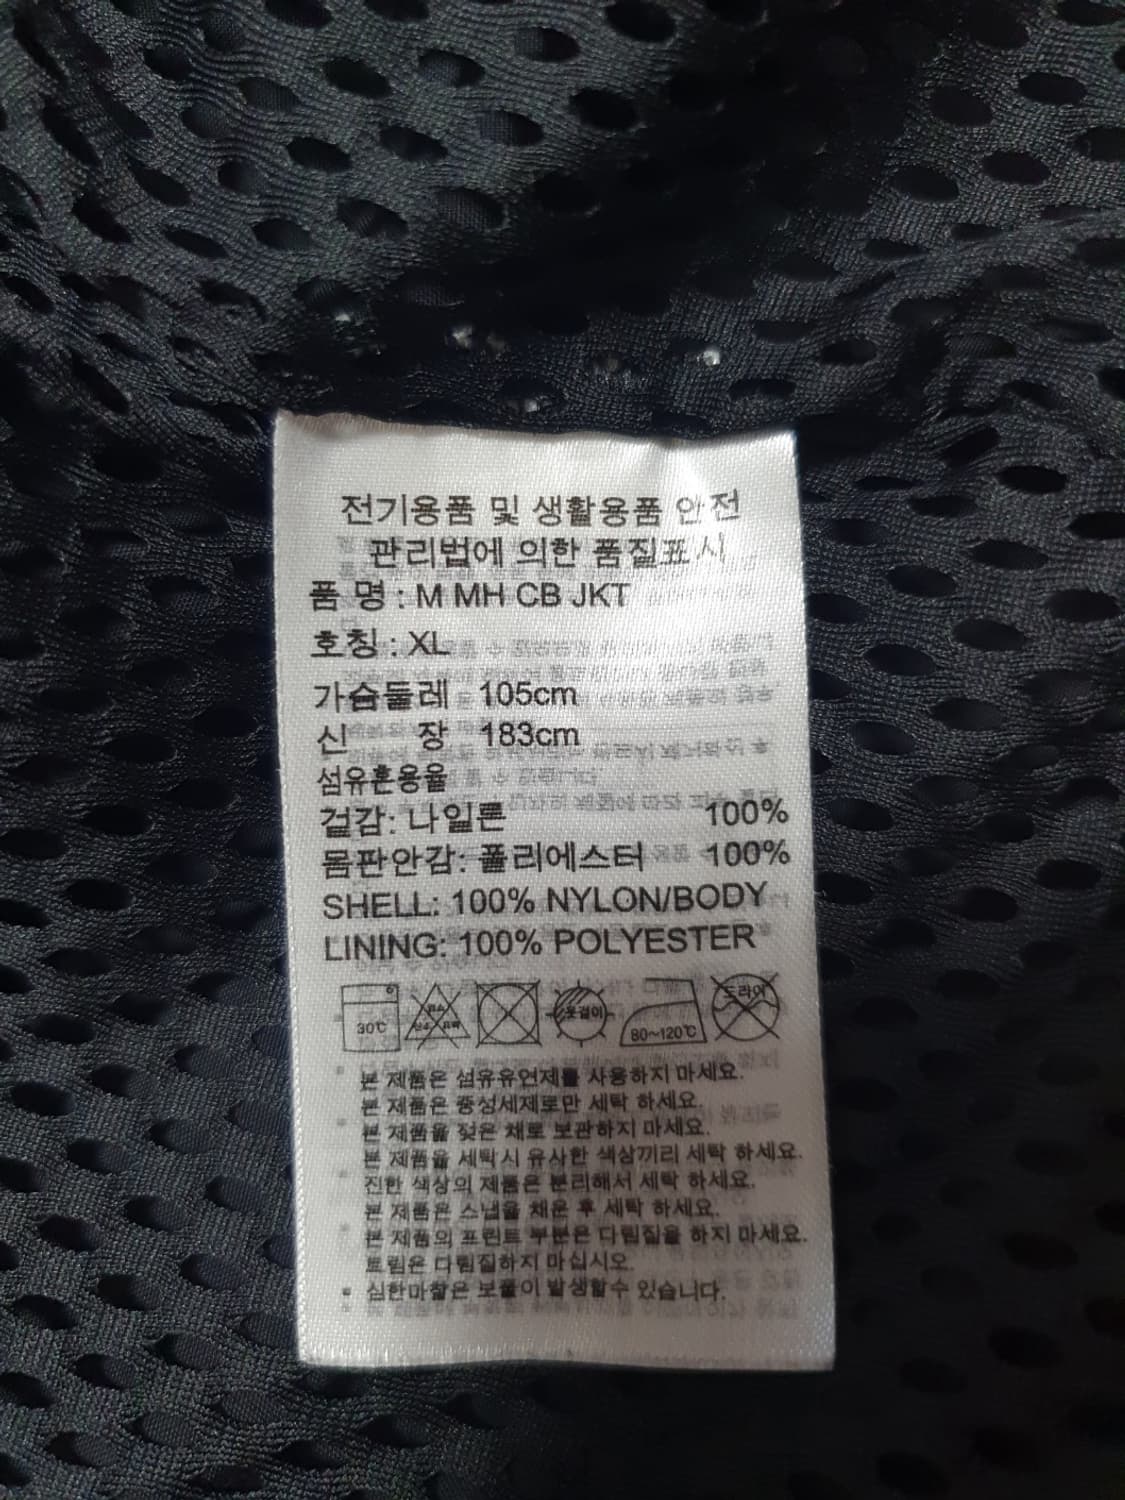 전기용품 및 생활용품 안전
관리법에 의한 품질표시
품 명 : M MH CB JKT
호칭 : XL
가슴둘레 105cm
신 장 183cm
섬유혼용율
겉감: 나일론 100%
몸판안감: 폴리에스터 100%
SHELL: 100% NYLON/BODY
LINING: 100% POLYESTER
30℃ 옷걸이 80~120℃ 드라이
본 제품은 섬유유연제를 사용하지 마세요.
본 제품은 중성세제로만 세탁 하세요.
본 제품을 젖은 채로 보관하지 마세요.
본 제품을 세탁시 유사한 색상끼리 세탁 하세요.
진한 색상의 제품은 분리해서 세탁 하세요.
본 제품은 스냅을 채운 후 세탁 하세요.
본 제품의 프린트 부분은 다림질을 하지 마세요.
트림은 다림질하지 마십시오.
• 심한마찰은 보풀이 발생할수 있습니다.